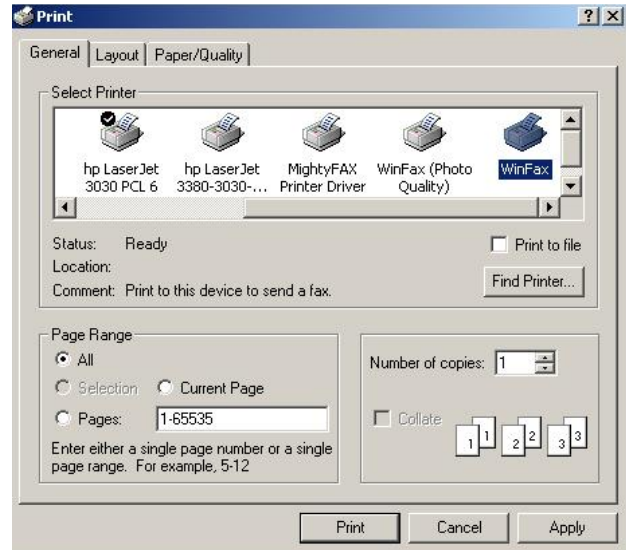 Print
General Layout Paper/Quality
Select Printer
hp LaserJet 3030 PCL 6
hp LaserJet 3380-3030-...
MightyFAX Printer Driver
WinFax (Photo Quality)
WinFax
Status: Ready
Print to file
Location:
Comment: Print to this device to send a fax.
Find Printer...
Page Range
All
Selection Current Page
Pages: 1-65535
Enter either a single page number or a single
page range. For example, 5-12
Number of copies: 1
Collate
1 1 2 2 3 3
Print Cancel Apply